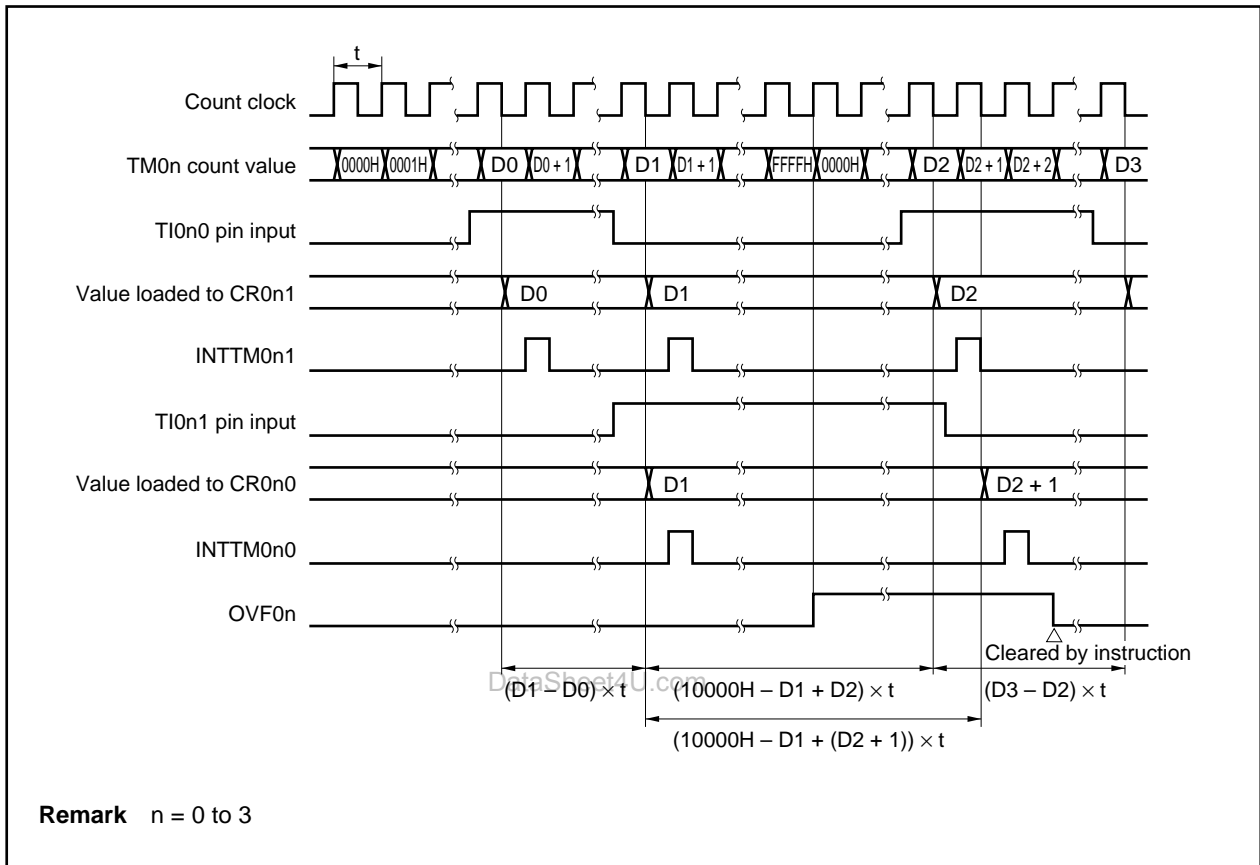 t
Count clock
TM0n count value
0000H 0001H D0 D0 + 1 D1 D1 + 1 FFFFH 0000H D2 D2 + 1 D2 + 2 D3
TI0n0 pin input
Value loaded to CR0n1
D0 D1 D2
INTTM0n1
TI0n1 pin input
Value loaded to CR0n0
D1 D2 + 1
INTTM0n0
OVF0n
Cleared by instruction
DataSheet4U.com
(D1 – D0) × t (10000H – D1 + D2) × t (D3 – D2) × t
(10000H – D1 + (D2 + 1)) × t
Remark n = 0 to 3